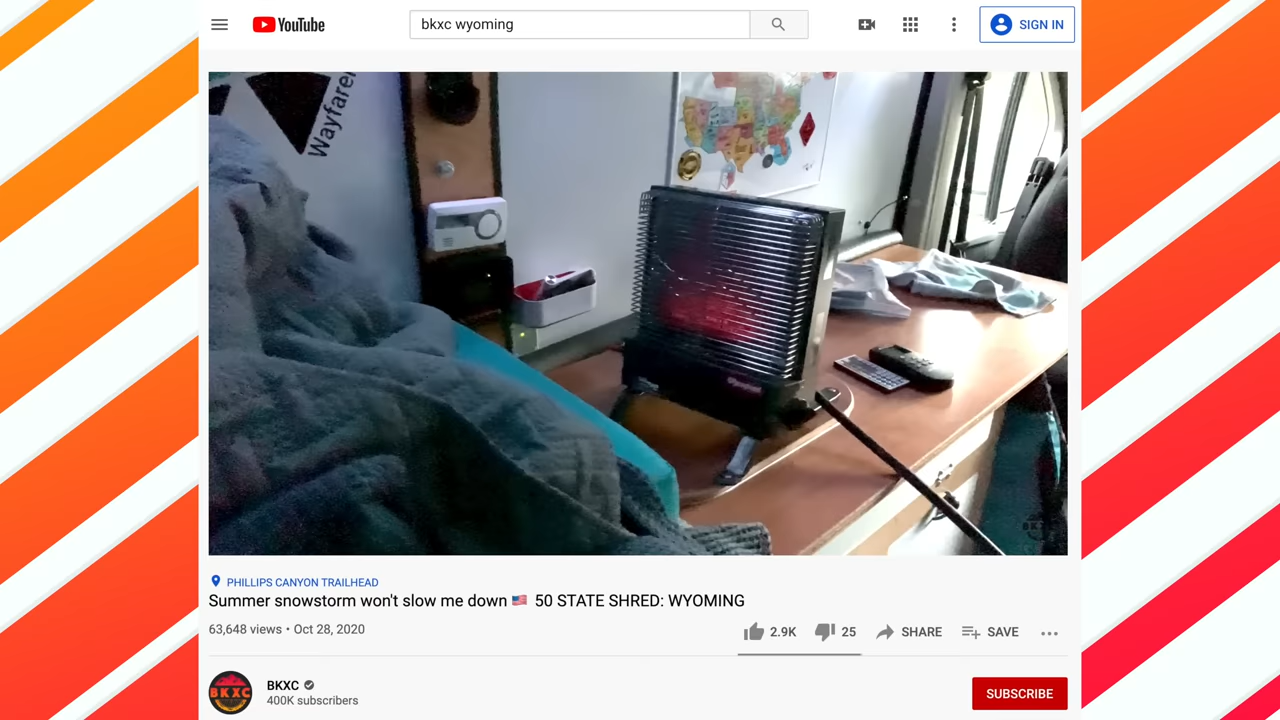 YouTube
bkxc wyoming
SIGN IN
Wayfarer
PHILLIPS CANYON TRAILHEAD
Summer snowstorm won't slow me down 🇺🇸 50 STATE SHRED: WYOMING
63,648 views • Oct 28, 2020
2.9K
25
SHARE
SAVE
BKXC
BKXC
400K subscribers
SUBSCRIBE